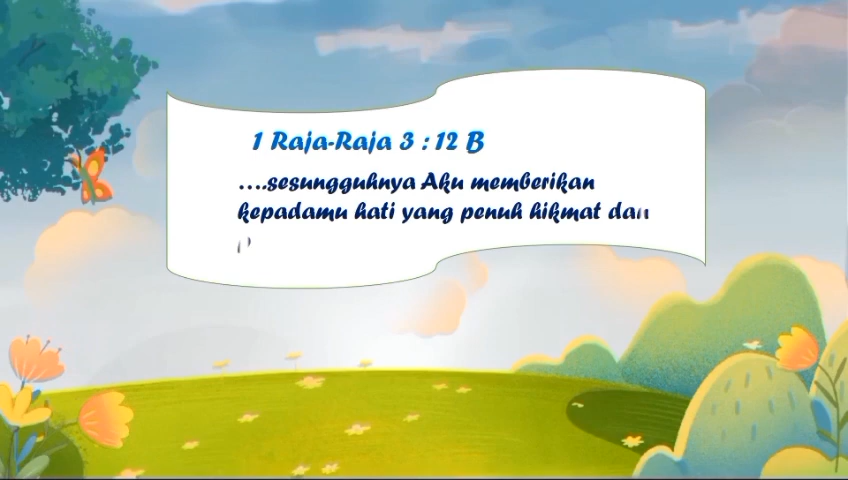 1 Raja-Raja 3 : 12 B
....sesungguhnya Aku memberikan
kepadamu hati yang penuh hikmat dan